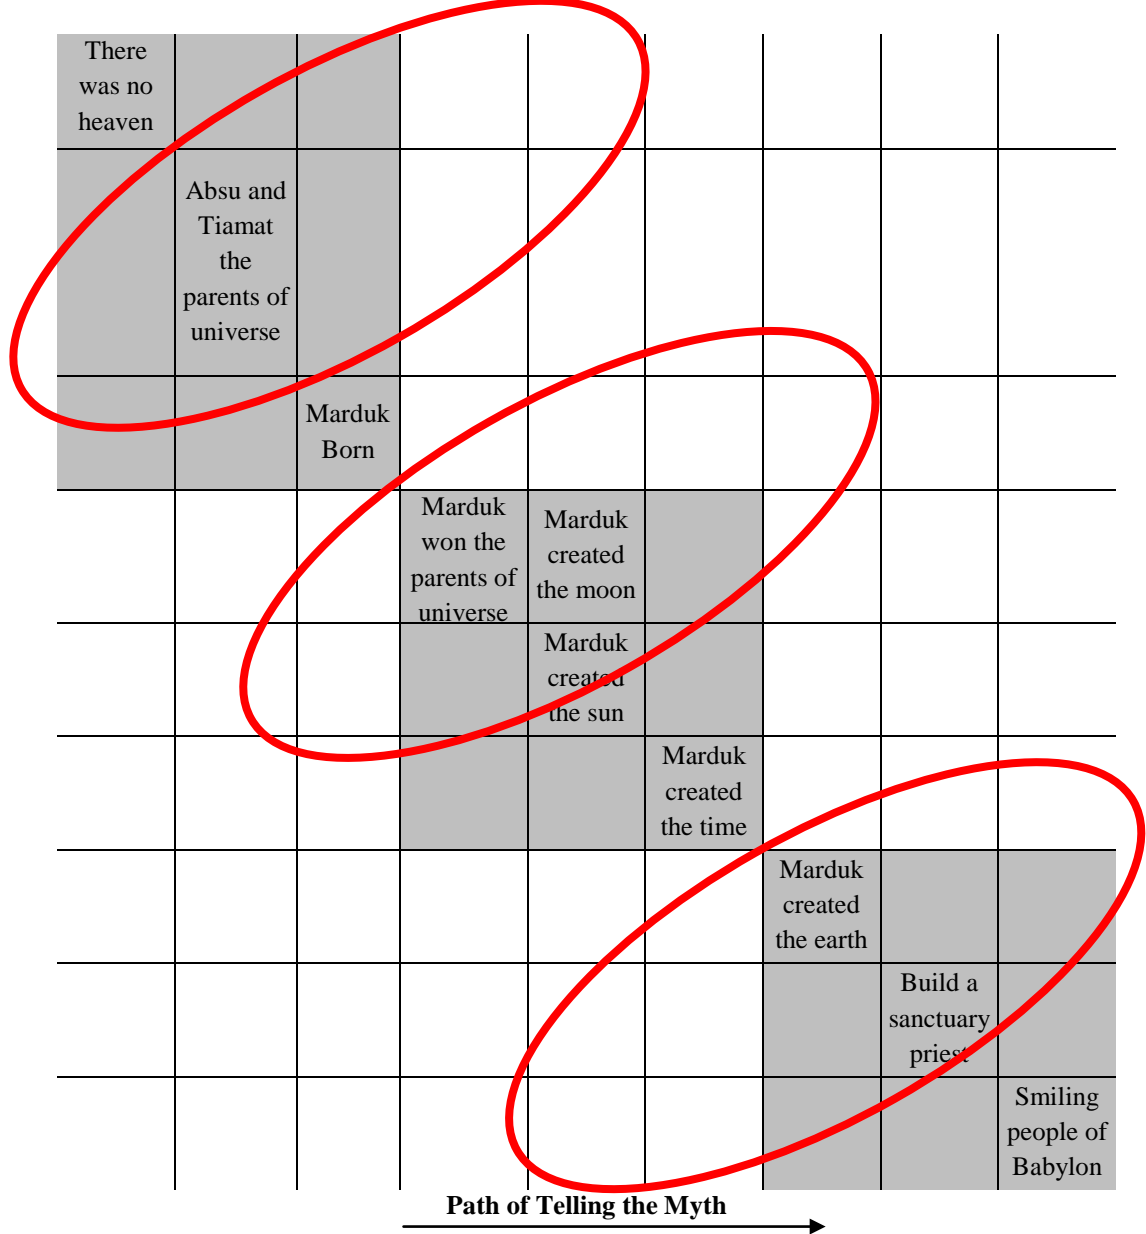 There
was no
heaven
Absu and
Tiamat
the
parents of
universe
Marduk
Born
Marduk
won the
parents of
universe
Marduk
created
the moon
Marduk
created
the sun
Marduk
created
the time
Marduk
created
the earth
Build a
sanctuary
priest
Smiling
people of
Babylon
Path of Telling the Myth